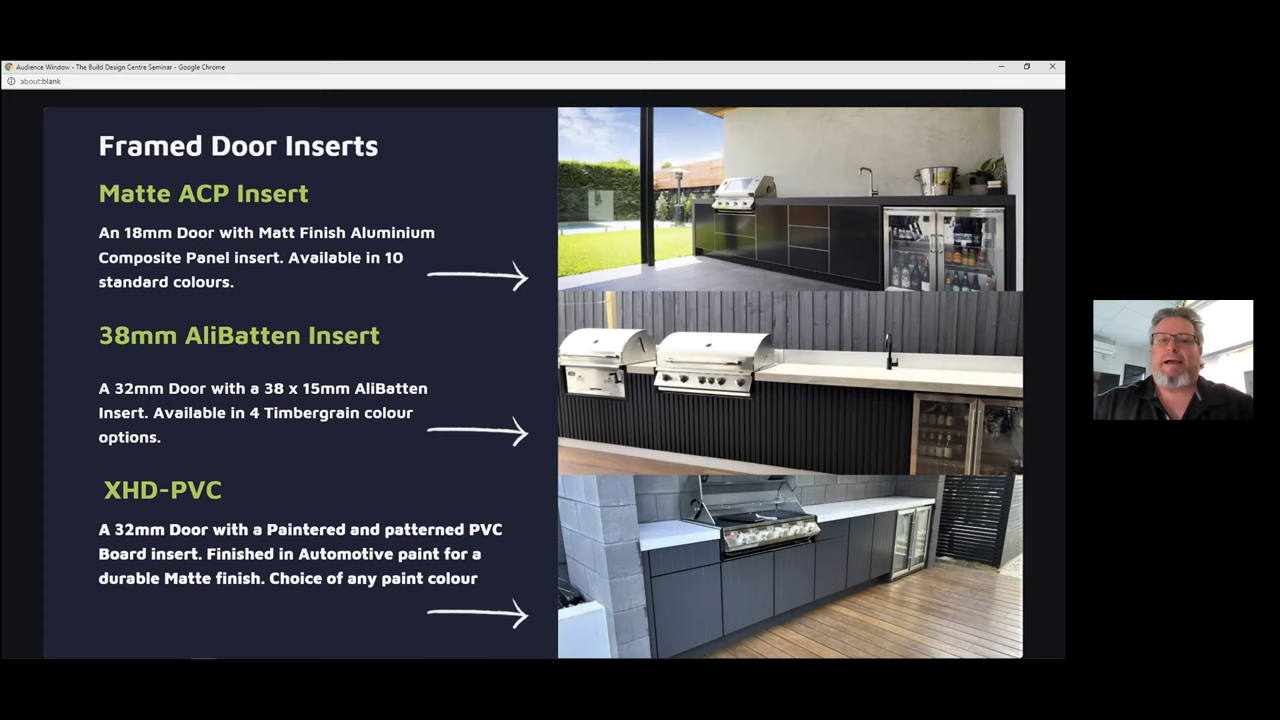 Audience Window - The Build Design Centre Seminar - Google Chrome
about:blank
Framed Door Inserts
Matte ACP Insert
An 18mm Door with Matt Finish Aluminium
Composite Panel insert. Available in 10
standard colours.
38mm AliBatten Insert
A 32mm Door with a 38 x 15mm AliBatten
Insert. Available in 4 Timbergrain colour
options.
XHD-PVC
A 32mm Door with a Paintered and patterned PVC
Board insert. Finished in Automotive paint for a
durable Matte finish. Choice of any paint colour